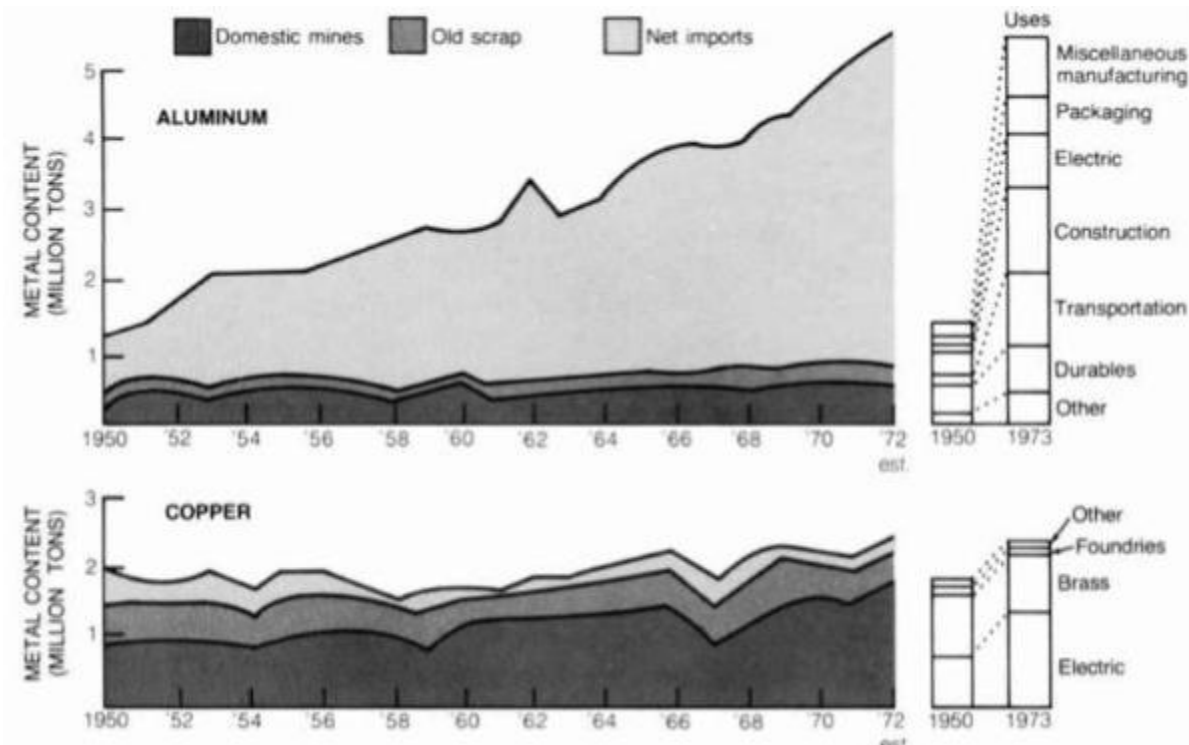 Uses
Domestic mines Old scrap Net imports
ALUMINUM
METAL CONTENT
(MILLION TONS)
5
4
3
2
1
1950 '52 '54 '56 '58 '60 '62 '64 '66 '68 '70 '72
est.
Miscellaneous
manufacturing
Packaging
Electric
Construction
Transportation
Durables
Other
1950 1973
COPPER
METAL CONTENT
(MILLION TONS)
3
2
1
1950 '52 '54 '56 '58 '60 '62 '64 '66 '68 '70 '72
est.
Other
Foundries
Brass
Electric
1950 1973